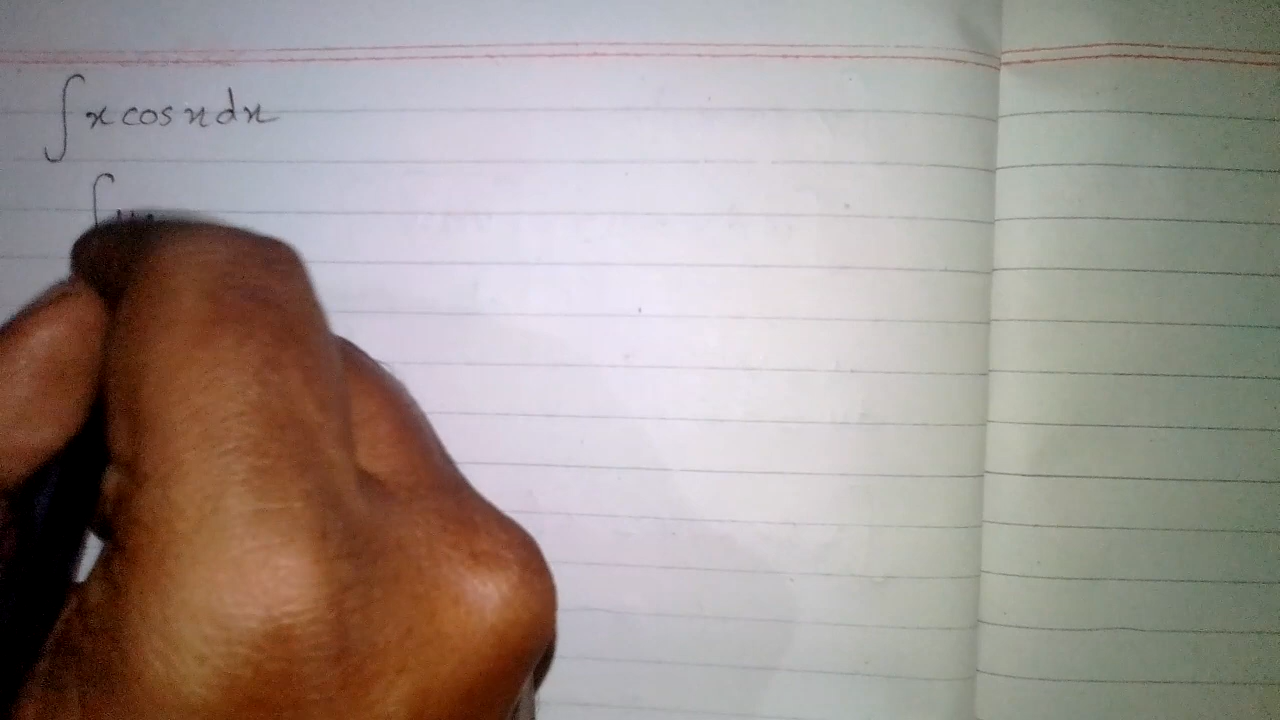 ∫ x cos x dx
∫ u